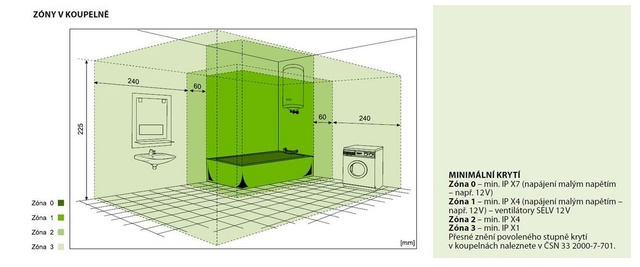 ZÓNY V KOUPELNĚ
240
60
225
60
240
Zóna 0
Zóna 1
Zóna 2
Zóna 3
[mm]
MINIMÁLNÍ KRYTÍ
Zóna 0 – min. IP X7 (napájení malým napětím
– např. 12 V)
Zóna 1 – min. IP X4 (napájení malým napětím –
např. 12 V) – ventilátory SELV 12 V
Zóna 2 – min. IP X4
Zóna 3 – min. IP X1
Přesné znění povoleného stupně krytí
v koupelnách naleznete v ČSN 33 2000-7-701.